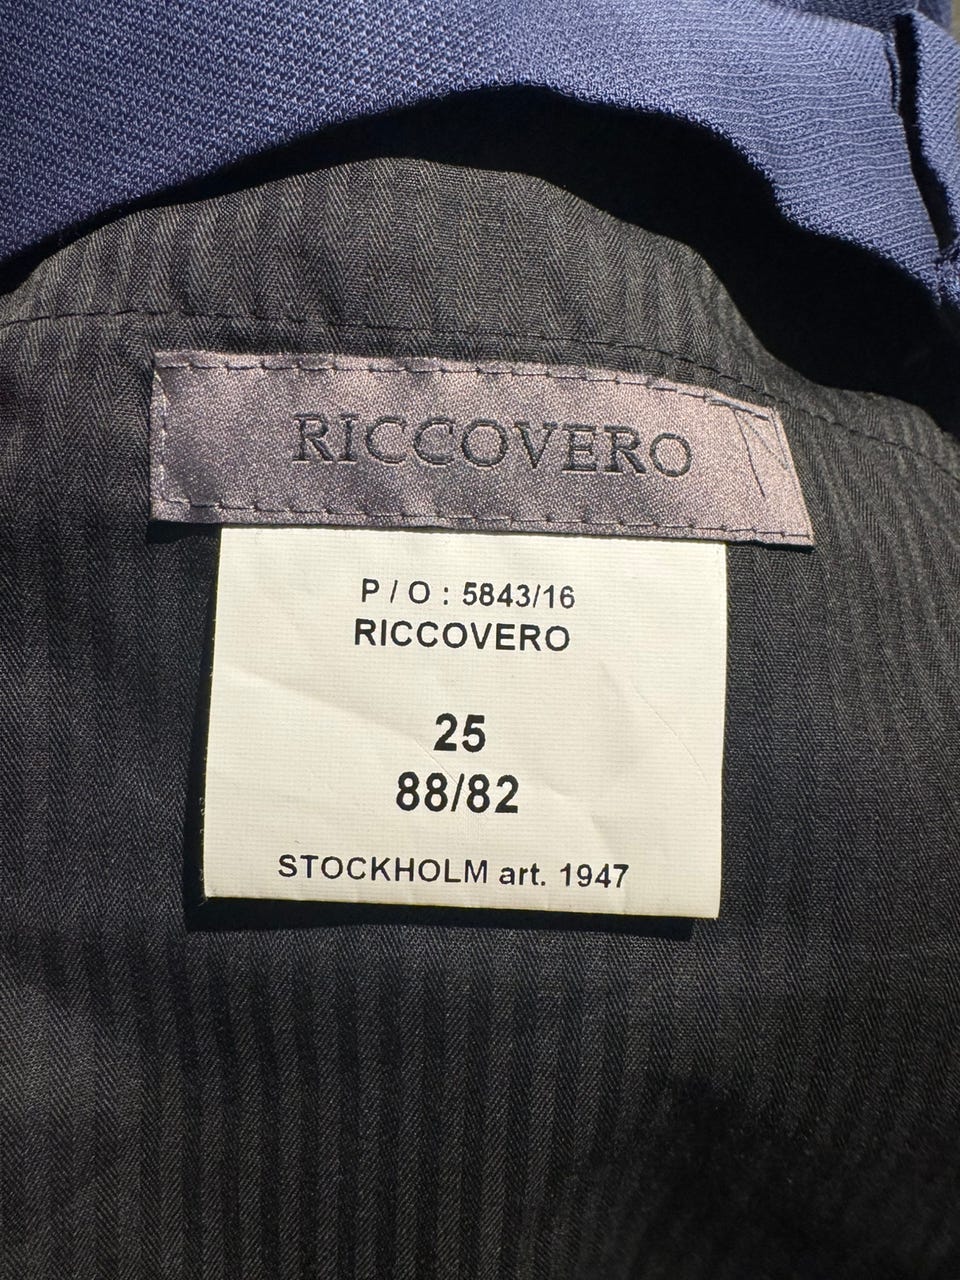 RICCOVERO
P / O : 5843/16
RICCOVERO
25
88/82
STOCKHOLM art. 1947